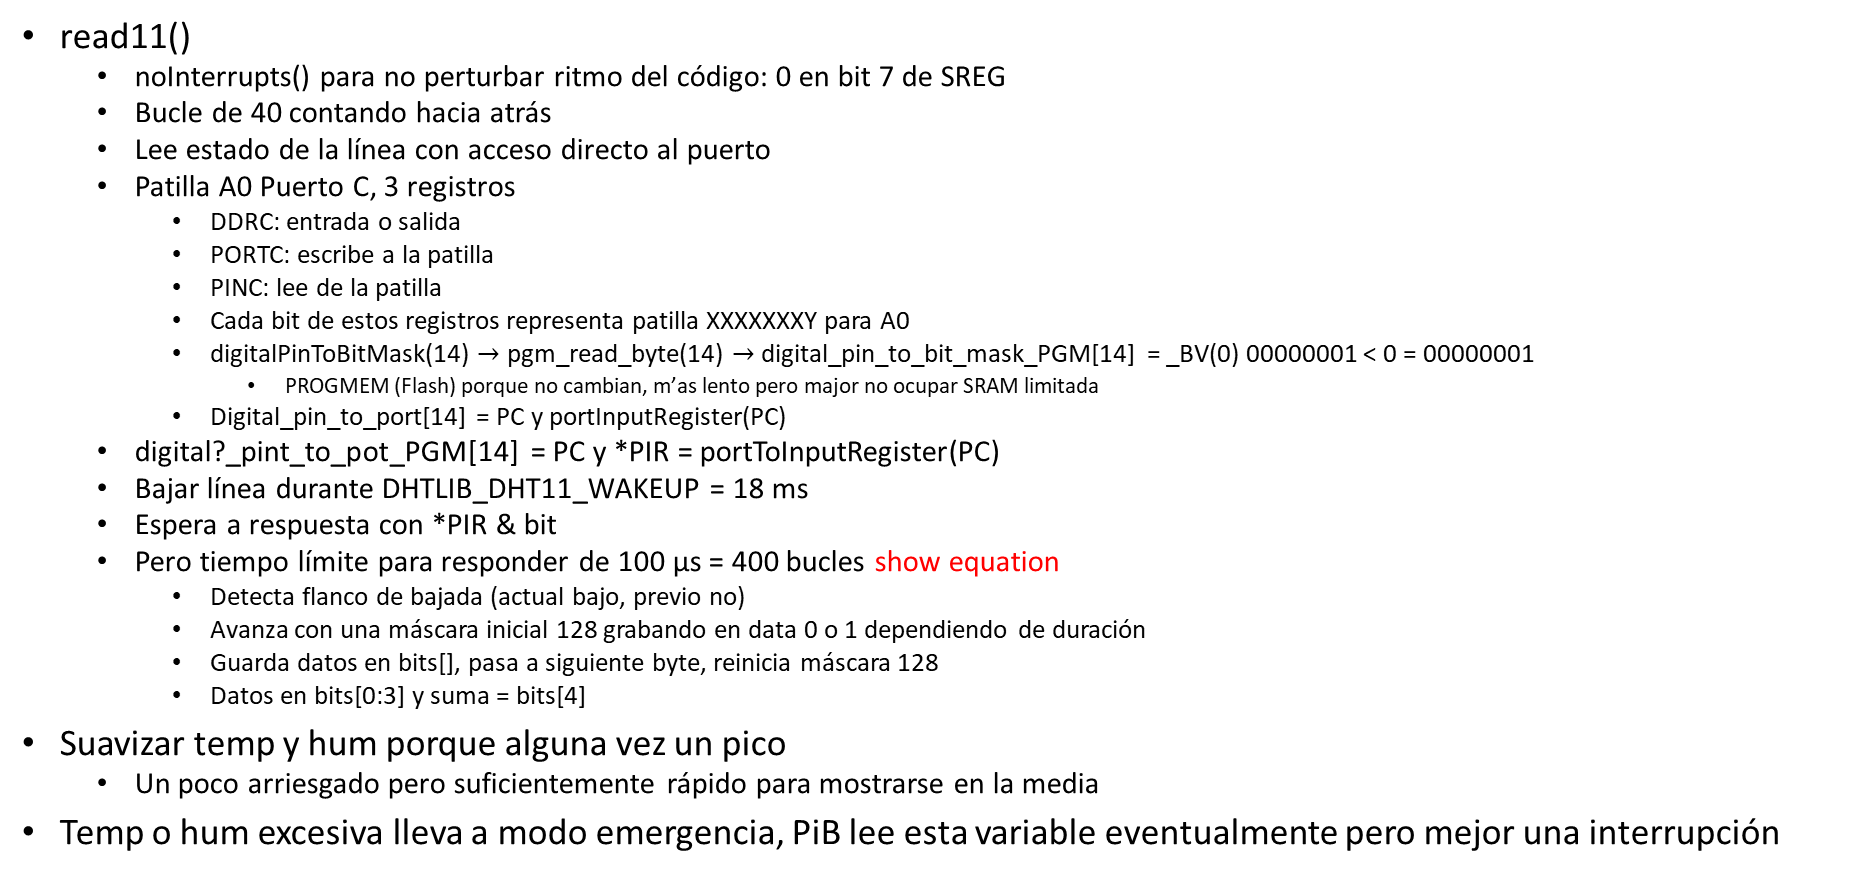 • read11()
• noInterrupts() para no perturbar ritmo del código: 0 en bit 7 de SREG
• Bucle de 40 contando hacia atrás
• Lee estado de la línea con acceso directo al puerto
• Patilla A0 Puerto C, 3 registros
• DDRC: entrada o salida
• PORTC: escribe a la patilla
• PINC: lee de la patilla
• Cada bit de estos registros representa patilla XXXXXXXY para A0
• digitalPinToBitMask(14) → pgm_read_byte(14) → digital_pin_to_bit_mask_PGM[14] = _BV(0) 00000001 < 0 = 00000001
• PROGMEM (Flash) porque no cambian, m’as lento pero major no ocupar SRAM limitada
• Digital_pin_to_port[14] = PC y portInputRegister(PC)
• digital?_pint_to_pot_PGM[14] = PC y *PIR = portToInputRegister(PC)
• Bajar línea durante DHTLIB_DHT11_WAKEUP = 18 ms
• Espera a respuesta con *PIR & bit
• Pero tiempo límite para responder de 100 μs = 400 bucles show equation
• Detecta flanco de bajada (actual bajo, previo no)
• Avanza con una máscara inicial 128 grabando en data 0 o 1 dependiendo de duración
• Guarda datos en bits[], pasa a siguiente byte, reinicia máscara 128
• Datos en bits[0:3] y suma = bits[4]
• Suavizar temp y hum porque alguna vez un pico
• Un poco arriesgado pero suficientemente rápido para mostrarse en la media
• Temp o hum excesiva lleva a modo emergencia, PiB lee esta variable eventualmente pero mejor una interrupción